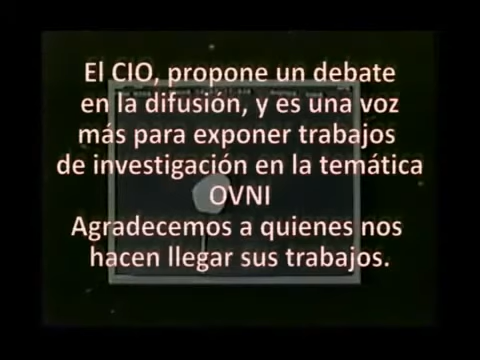 El CIO, propone un debate
en la difusión, y es una voz
más para exponer trabajos
de investigación en la temática
OVNI
Agradecemos a quienes nos
hacen llegar sus trabajos.